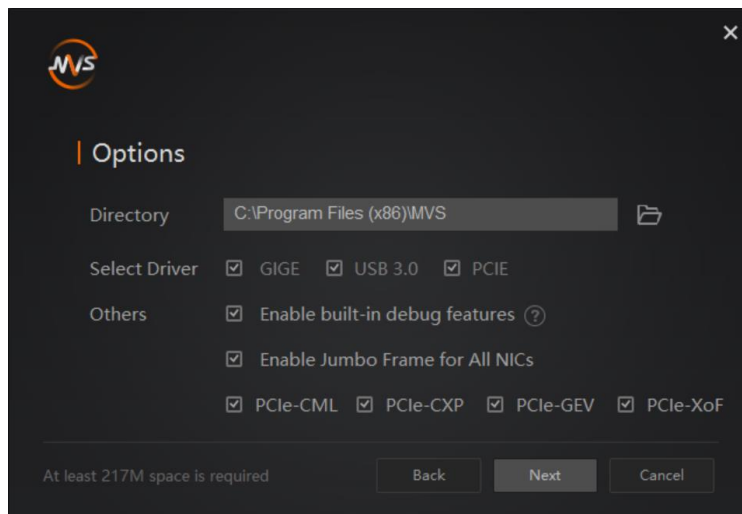 MVS
Options
Directory C:\Program Files (x86)\MVS
Select Driver GIGE USB 3.0 PCIE
Others Enable built-in debug features ?
Enable Jumbo Frame for All NICs
PCIe-CML PCIe-CXP PCIe-GEV PCIe-XoF
At least 217M space is required Back Next Cancel